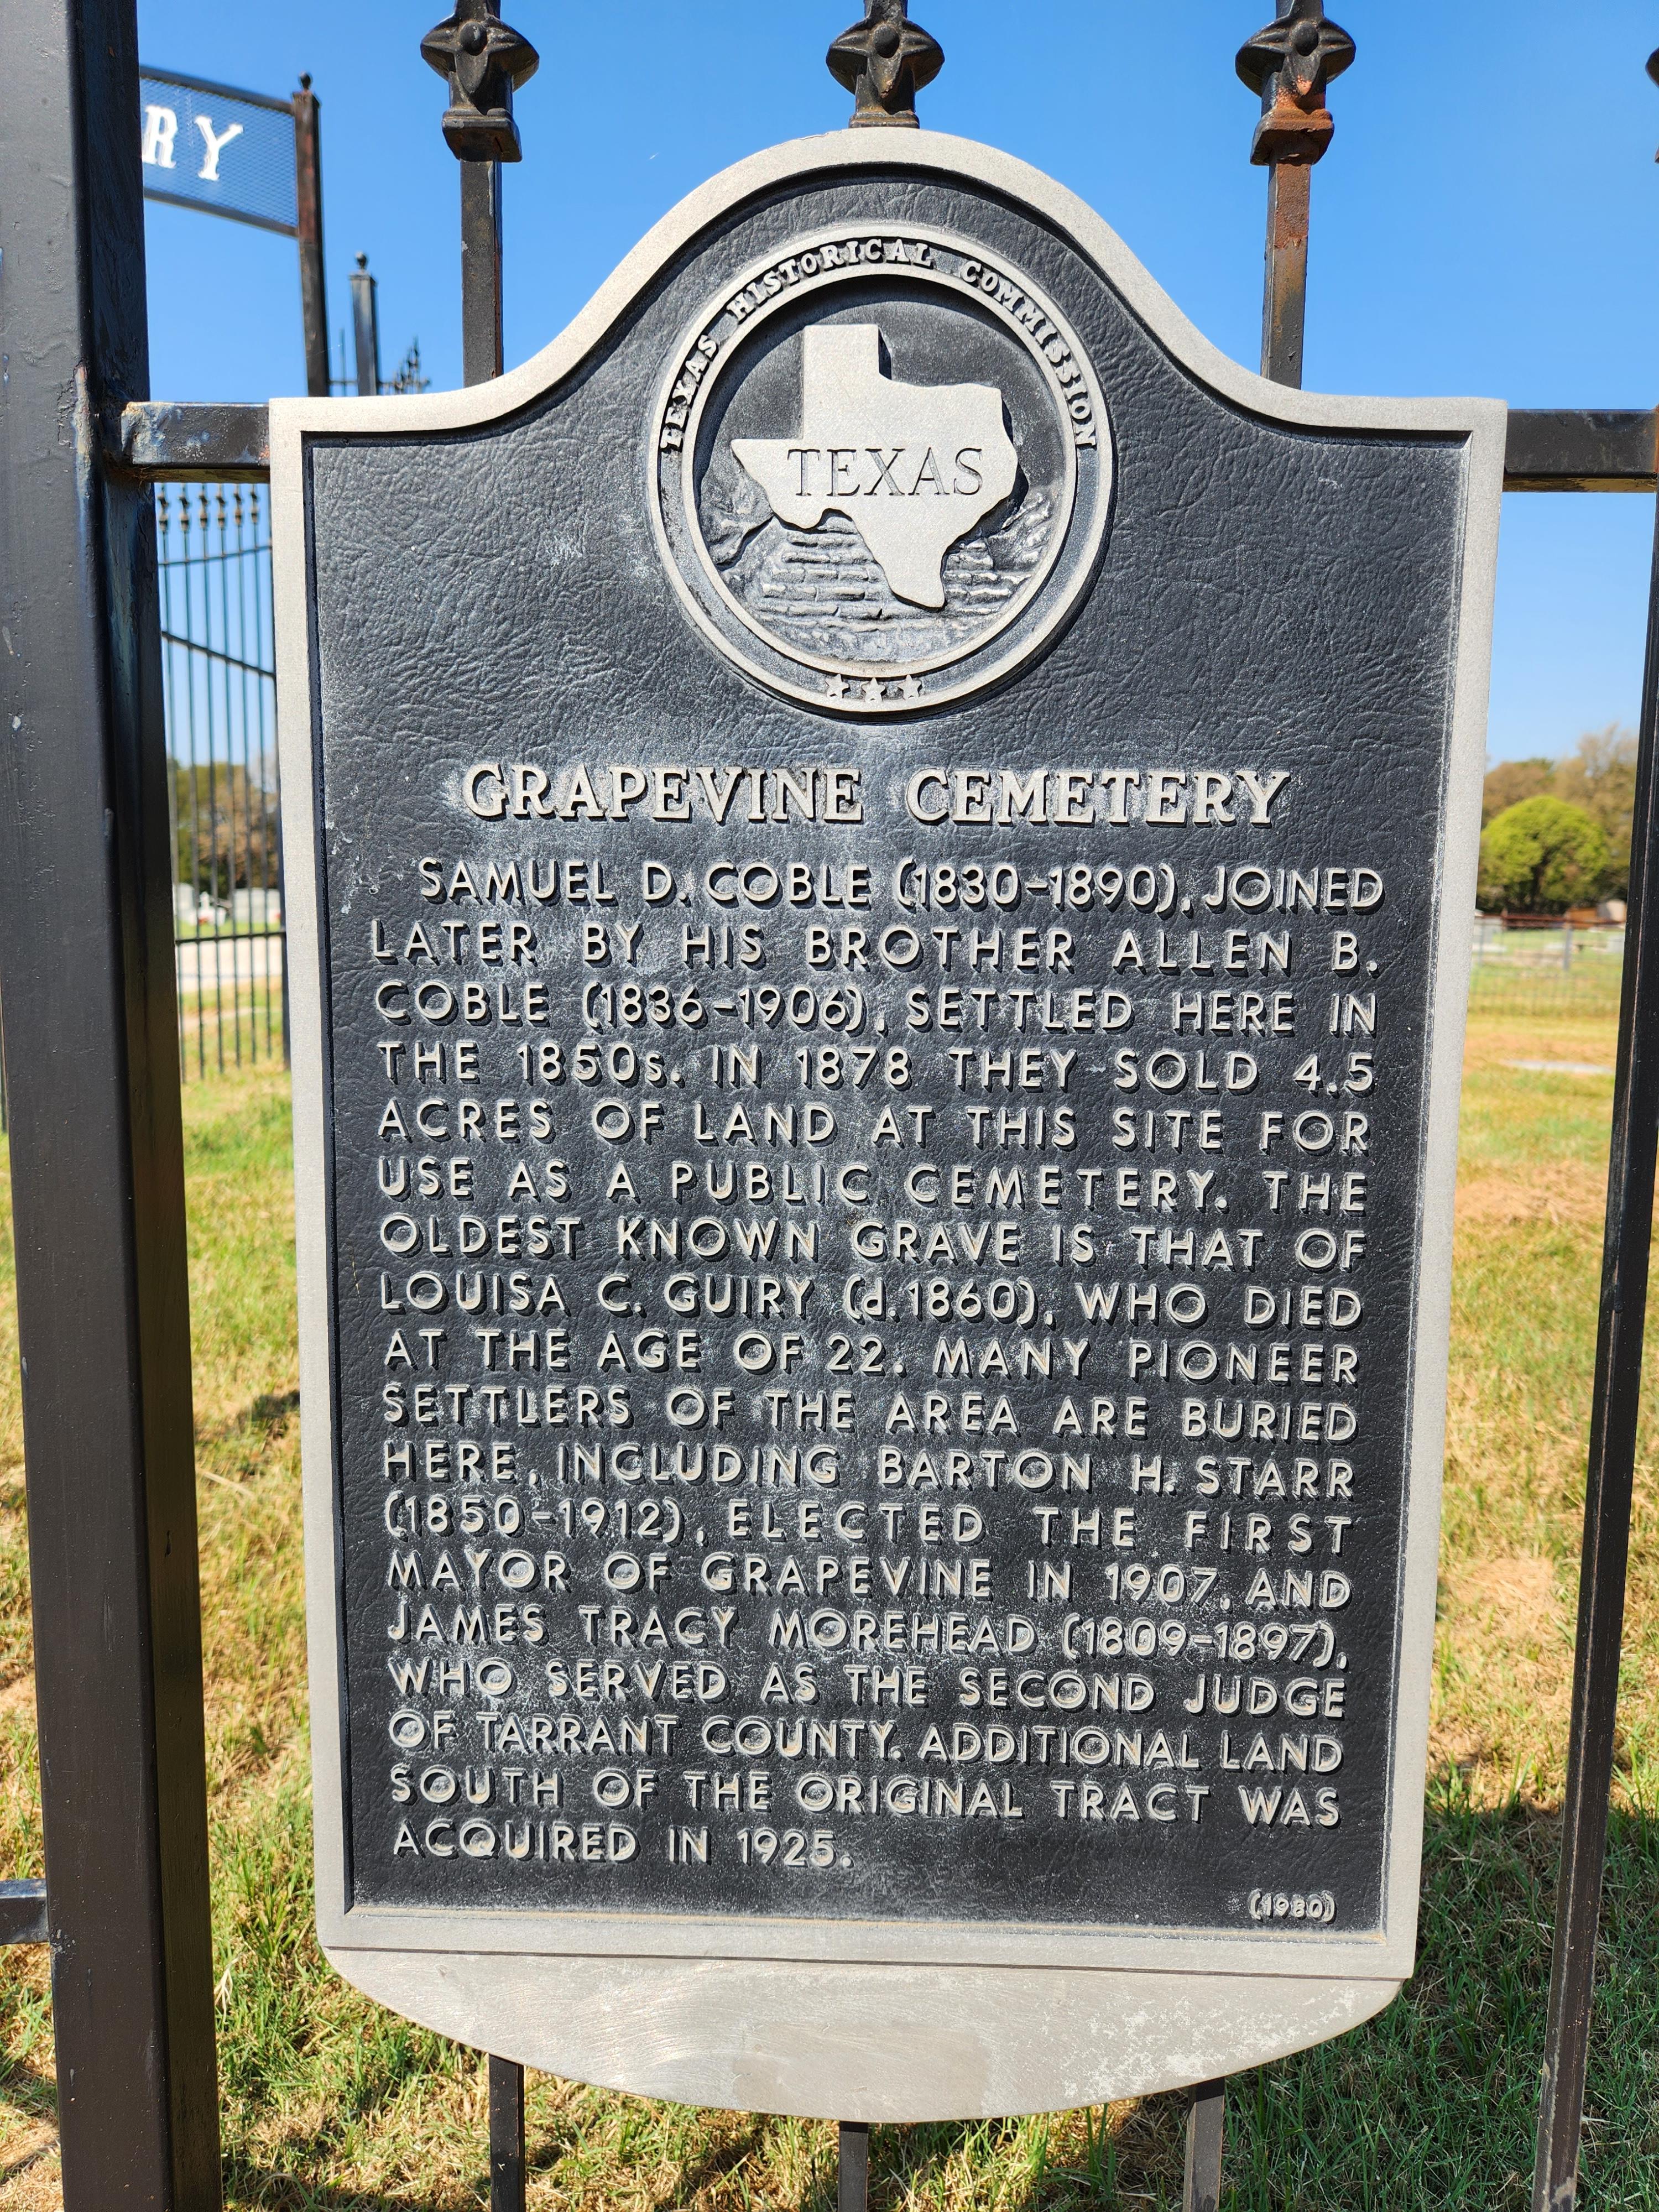 RY
TEXAS HISTORICAL COMMISSION
TEXAS
GRAPEVINE CEMETERY
SAMUEL D. COBLE (1830-1890), JOINED
LATER BY HIS BROTHER ALLEN B.
COBLE (1836-1906), SETTLED HERE IN
THE 1850s. IN 1878 THEY SOLD 4.5
ACRES OF LAND AT THIS SITE FOR
USE AS A PUBLIC CEMETERY. THE
OLDEST KNOWN GRAVE IS THAT OF
LOUISA C. GUIRY (d.1860), WHO DIED
AT THE AGE OF 22. MANY PIONEER
SETTLERS OF THE AREA ARE BURIED
HERE, INCLUDING BARTON H. STARR
(1850-1912), ELECTED THE FIRST
MAYOR OF GRAPEVINE IN 1907, AND
JAMES TRACY MOREHEAD (1809-1897),
WHO SERVED AS THE SECOND JUDGE
OF TARRANT COUNTY. ADDITIONAL LAND
SOUTH OF THE ORIGINAL TRACT WAS
ACQUIRED IN 1925.
(1980)